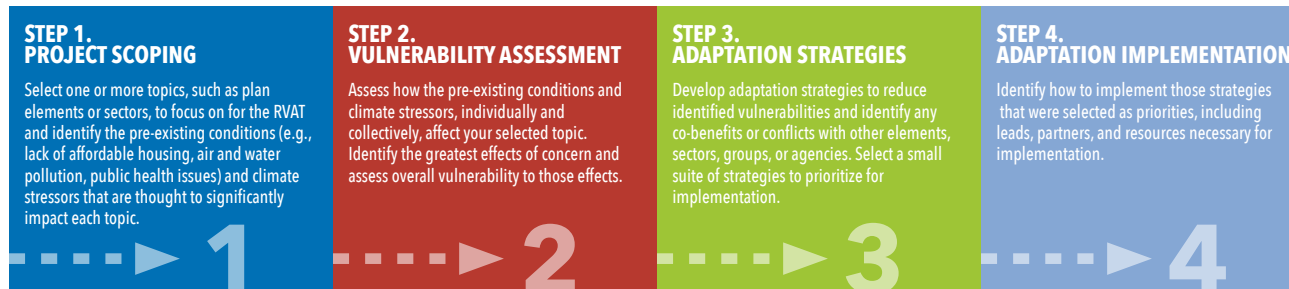 STEP 1.
PROJECT SCOPING
Select one or more topics, such as plan
elements or sectors, to focus on for the RVAT
and identify the pre-existing conditions (e.g.,
lack of affordable housing, air and water
pollution, public health issues) and climate
stressors that are thought to significantly
impact each topic.
1
STEP 2.
VULNERABILITY ASSESSMENT
Assess how the pre-existing conditions and
climate stressors, individually and
collectively, affect your selected topic.
Identify the greatest effects of concern and
assess overall vulnerability to those effects.
2
STEP 3.
ADAPTATION STRATEGIES
Develop adaptation strategies to reduce
identified vulnerabilities and identify any
co-benefits or conflicts with other elements,
sectors, groups, or agencies. Select a small
suite of strategies to prioritize for
implementation.
3
STEP 4.
ADAPTATION IMPLEMENTATION
Identify how to implement those strategies
that were selected as priorities, including
leads, partners, and resources necessary for
implementation.
4